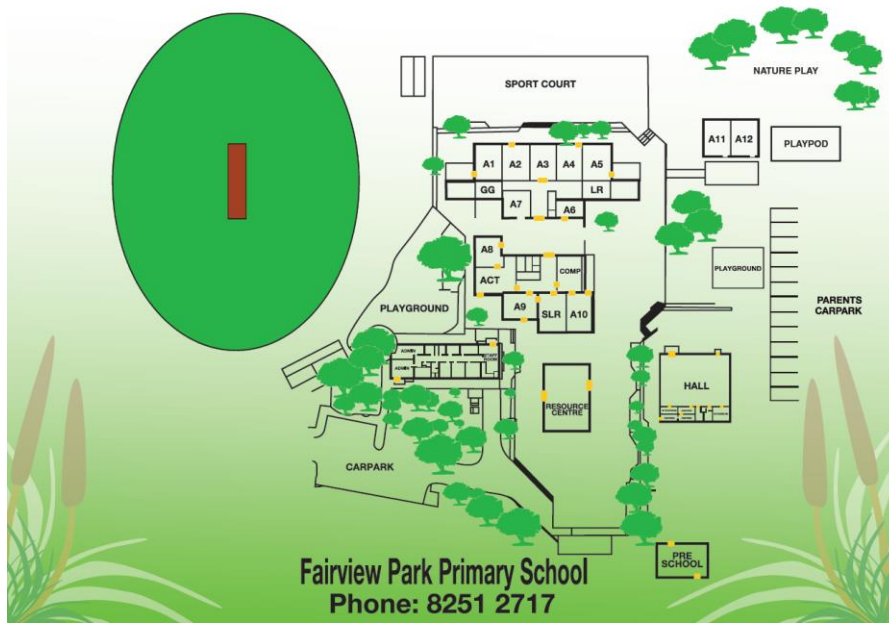 NATURE PLAY
SPORT COURT
A11
A12
PLAYPOD
A1
A2
A3
A4
A5
GG
LR
A7
A6
A8
ACT
COMP
PLAYGROUND
PLAYGROUND
A9
SLR
A10
PARENTS
CARPARK
ADMIN
ADMIN
STAFF
ROOM
HALL
RESOURCE
CENTRE
CARPARK
PRE
SCHOOL
Fairview Park Primary School
Phone: 8251 2717